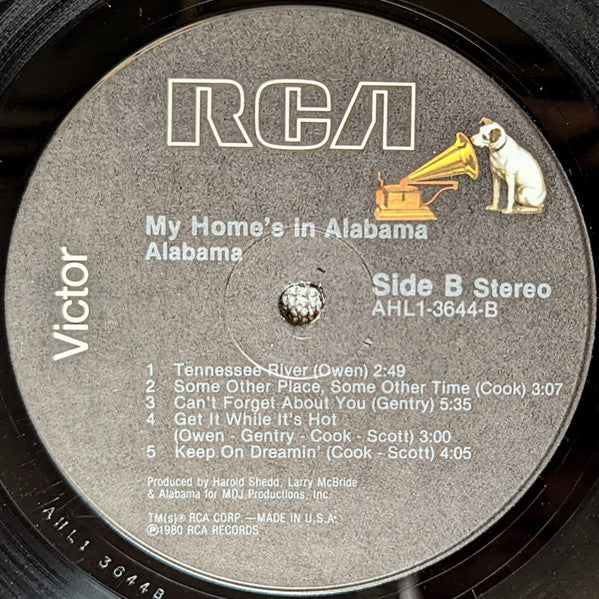 RCA
My Home's in Alabama
Alabama
Victor
Side B Stereo
AHL1-3644-B
1 Tennessee River (Owen) 2:49
2 Some Other Place, Some Other Time (Cook) 3:07
3 Can't Forget About You (Gentry) 5:35
4 Get It While It's Hot
(Owen - Gentry - Cook - Scott) 3:00
5 Keep On Dreamin' (Cook - Scott) 4:05
Produced by Harold Shedd, Larry McBride
& Alabama for MDJ Productions, Inc.
TM(s)® RCA CORP.—MADE IN U.S.A.
℗1980 RCA RECORDS
AHL1 3644B